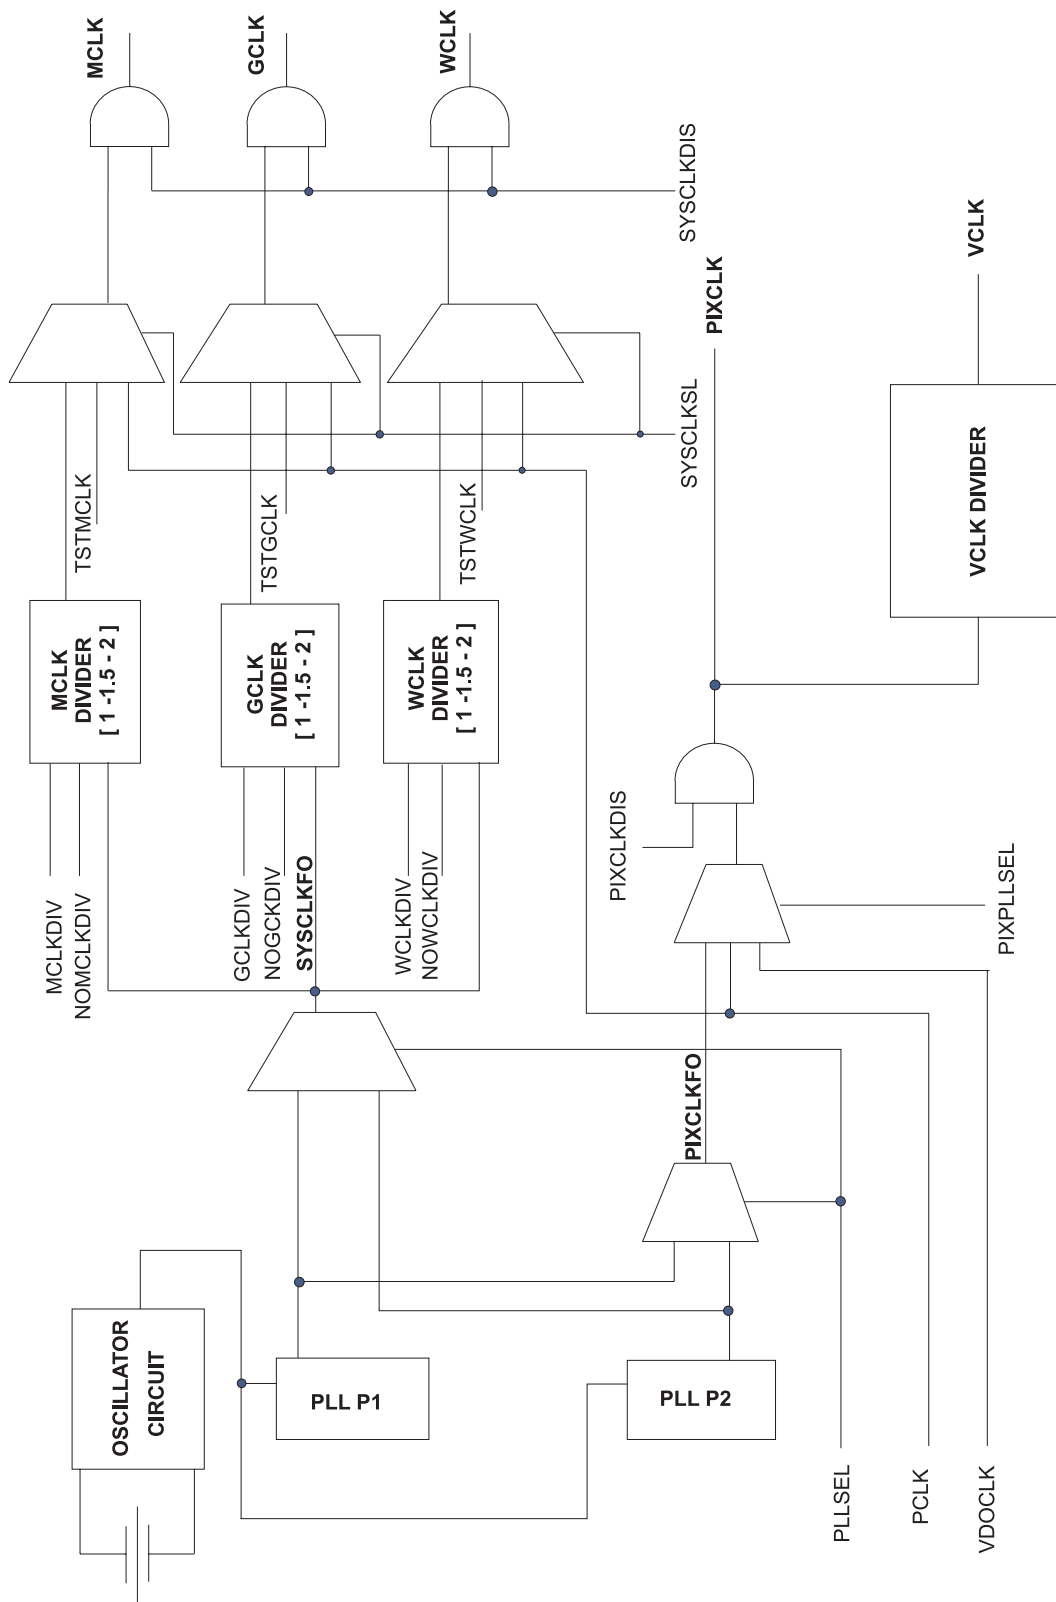 MCLK
GCLK
WCLK
SYSCLKDIS
PIXCLK
VCLK
SYSCLKSL
TSTMCLK
TSTGCLK
TSTWCLK
VCLK DIVIDER
MCLK
DIVIDER
[ 1 -1.5 - 2 ]
GCLK
DIVIDER
[ 1 -1.5 - 2 ]
WCLK
DIVIDER
[ 1 -1.5 - 2 ]
PIXCLKDIS
MCLKDIV
NOMCLKDIV
GCLKDIV
NOGCKDIV
SYSCLKFO
WCLKDIV
NOWCLKDIV
PIXPLLSEL
PIXCLKFO
OSCILLATOR
CIRCUIT
PLL P1
PLL P2
PLLSEL
PCLK
VDOCLK